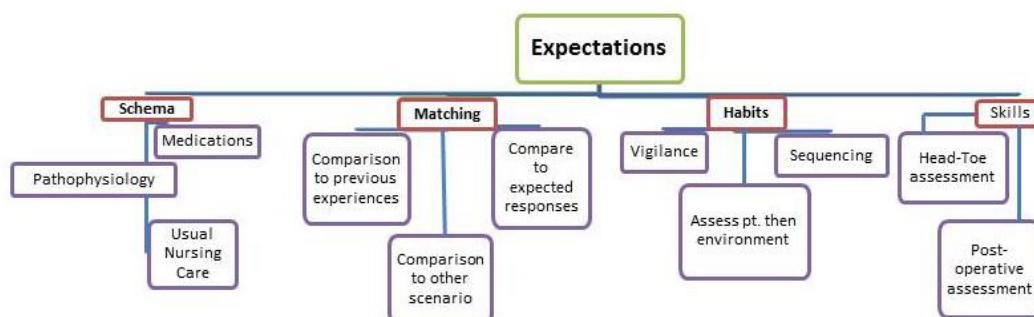 Expectations
Schema
Medications
Pathophysiology
Usual
Nursing
Care
Matching
Comparison
to previous
experiences
Compare
to
expected
responses
Comparison
to other
scenario
Habits
Vigilance
Sequencing
Assess pt. then
environment
Skills
Head-Toe
assessment
Post-
operative
assessment